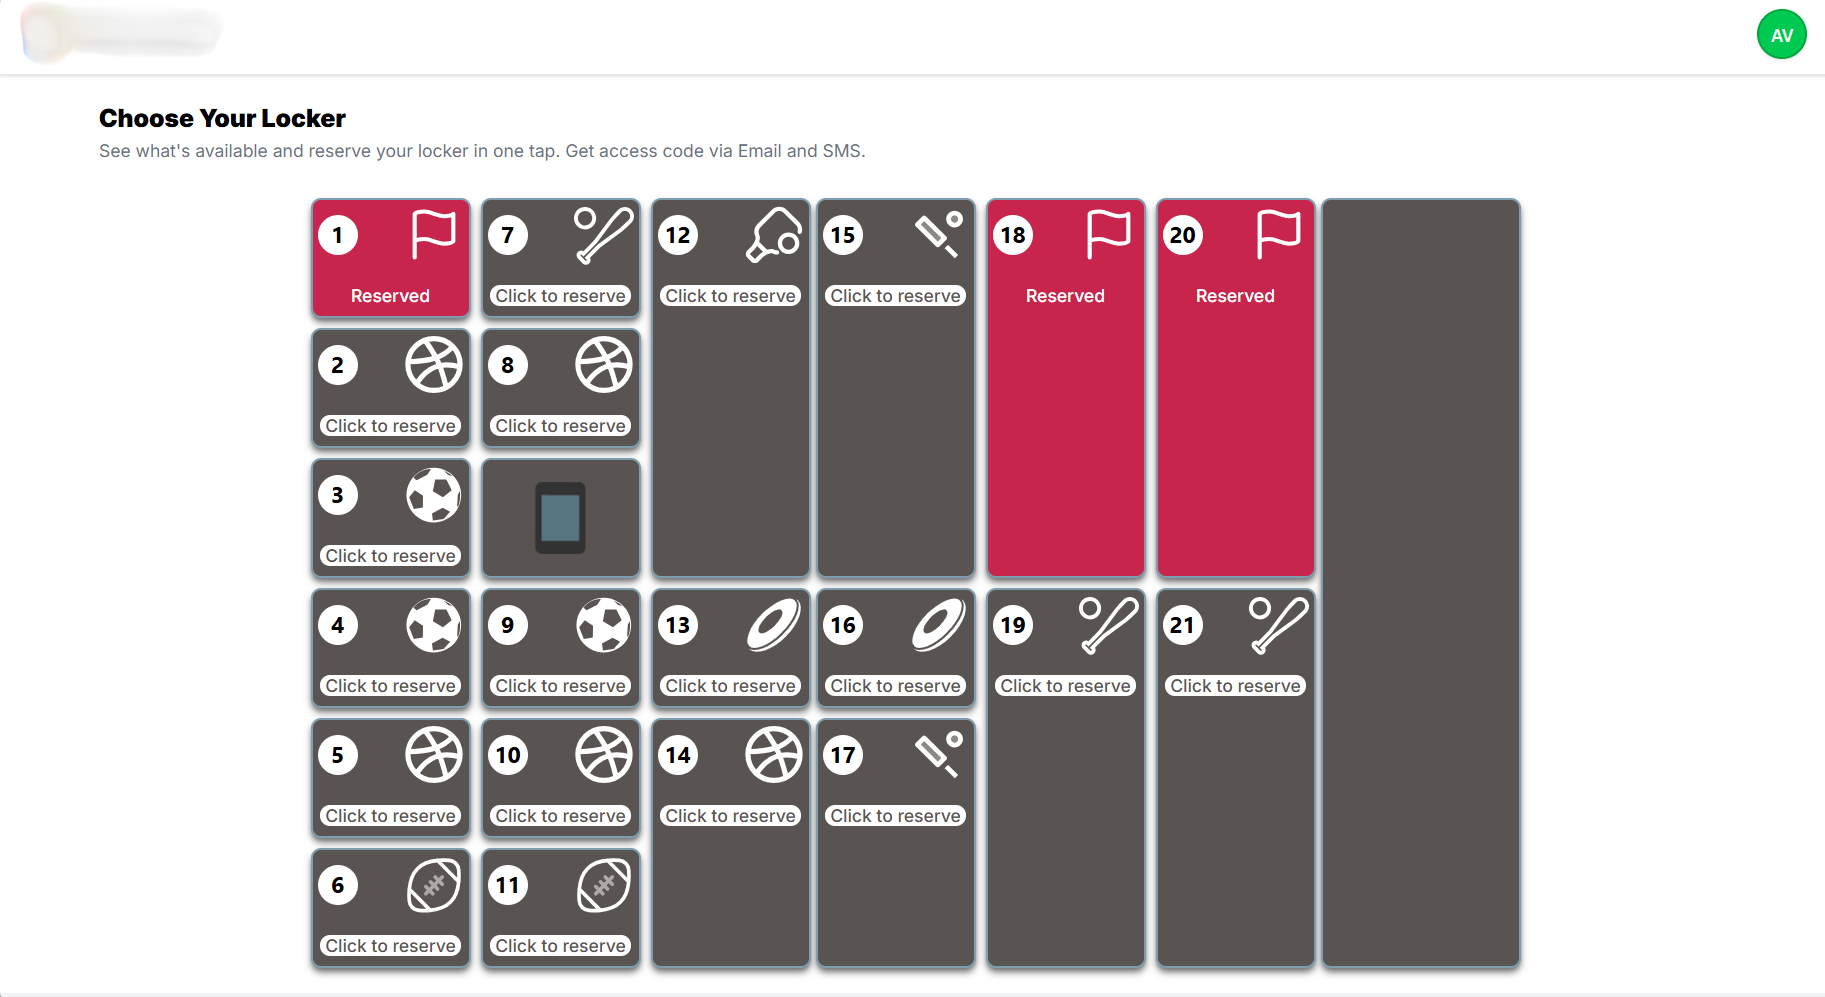 AV
Choose Your Locker
See what's available and reserve your locker in one tap. Get access code via Email and SMS.
1
Reserved
7
Click to reserve
12
Click to reserve
15
Click to reserve
18
Reserved
20
Reserved
2
Click to reserve
8
Click to reserve
3
Click to reserve
4
Click to reserve
9
Click to reserve
13
Click to reserve
16
Click to reserve
19
Click to reserve
21
Click to reserve
5
Click to reserve
10
Click to reserve
14
Click to reserve
17
Click to reserve
6
Click to reserve
11
Click to reserve